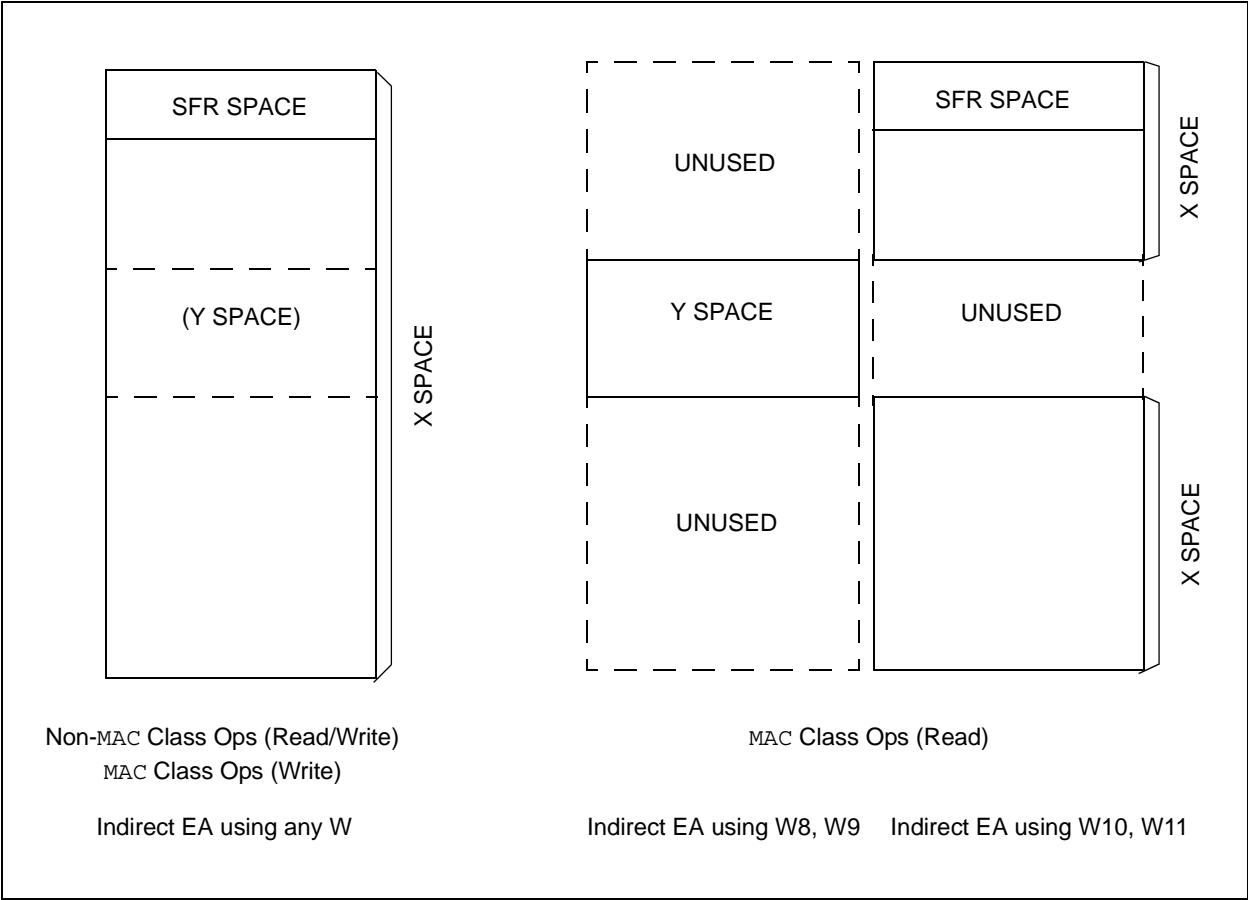 SFR SPACE
(Y SPACE)
X SPACE
Non-MAC Class Ops (Read/Write)
MAC Class Ops (Write)
Indirect EA using any W
UNUSED
Y SPACE
UNUSED
SFR SPACE
X SPACE
UNUSED
X SPACE
MAC Class Ops (Read)
Indirect EA using W8, W9
Indirect EA using W10, W11